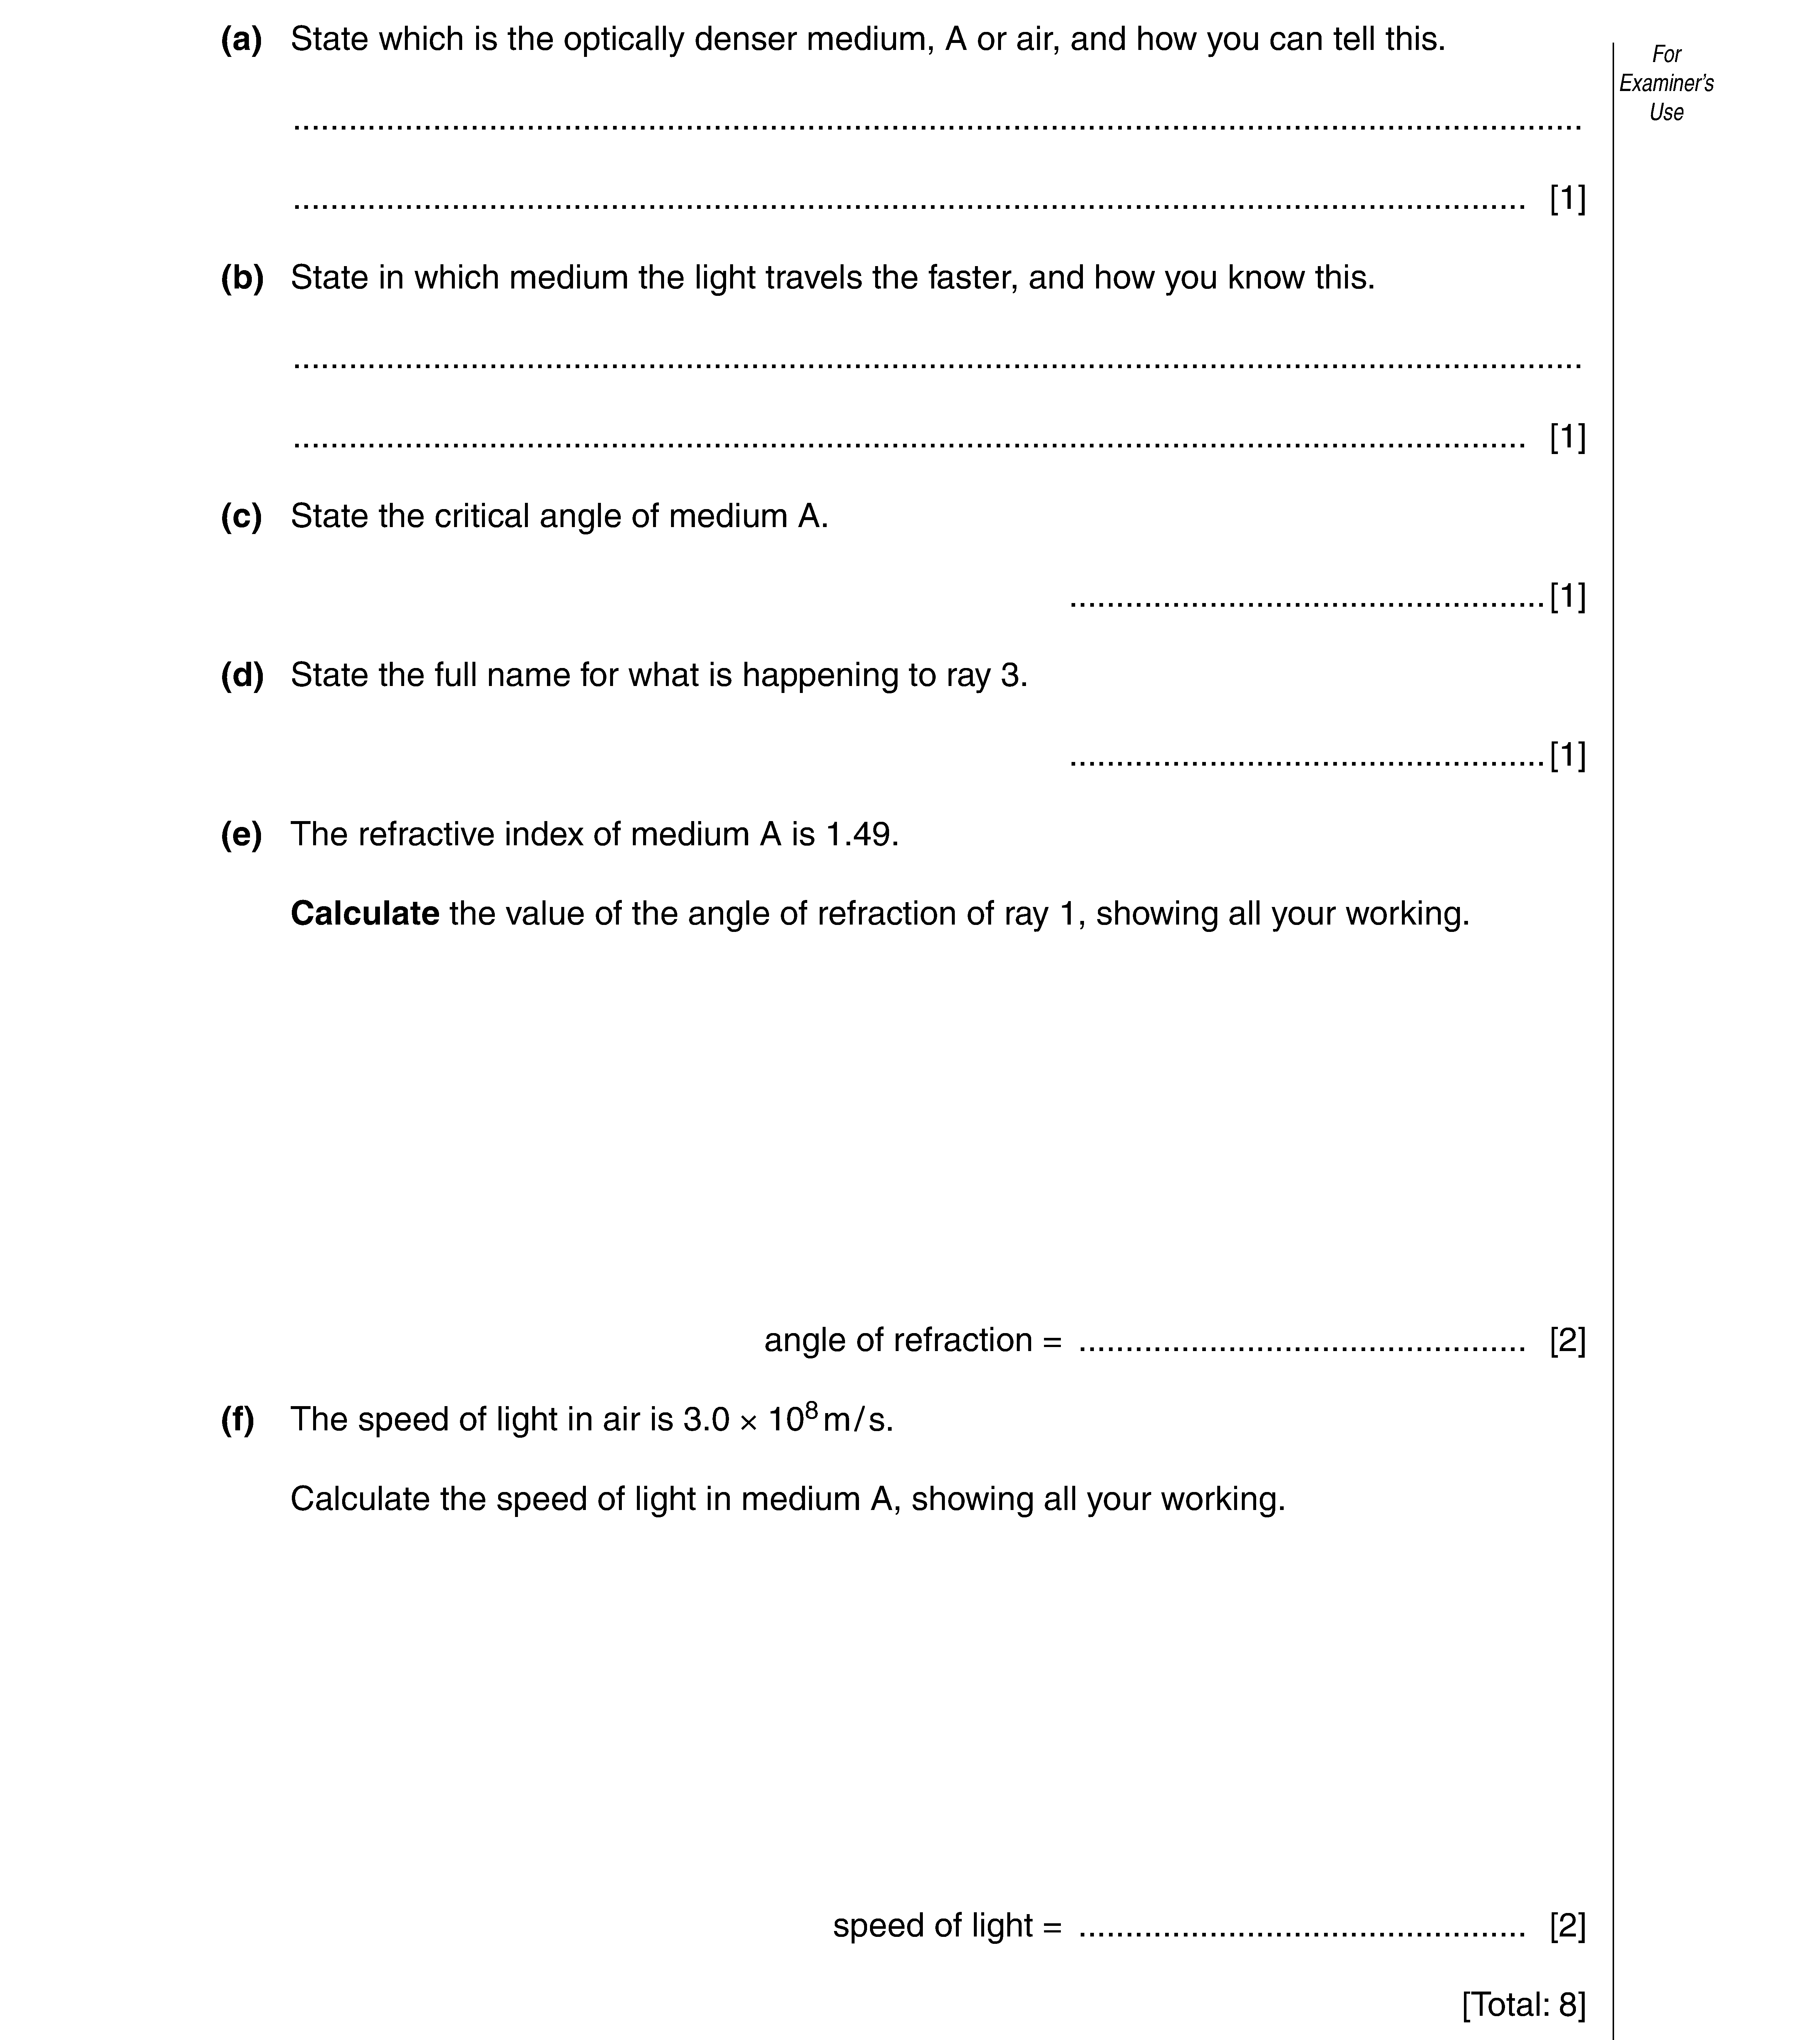 (a) State which is the optically denser medium, A or air, and how you can tell this.
For
Examiner's
Use
..........................................................................................................................................
.................................................................................................................................... [1]
(b) State in which medium the light travels the faster, and how you know this.
..........................................................................................................................................
.................................................................................................................................... [1]
(c) State the critical angle of medium A.
...................................................[1]
(d) State the full name for what is happening to ray 3.
...................................................[1]
(e) The refractive index of medium A is 1.49.
Calculate the value of the angle of refraction of ray 1, showing all your working.
angle of refraction = ................................................ [2]
(f) The speed of light in air is 3.0 × 10⁸ m/s.
Calculate the speed of light in medium A, showing all your working.
speed of light = ................................................ [2]
[Total: 8]